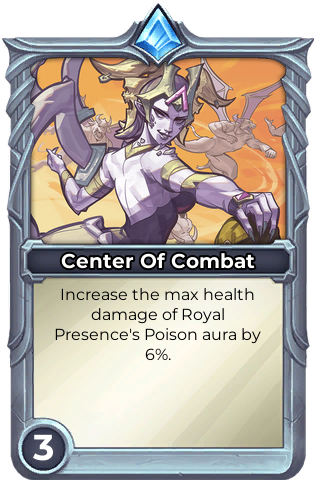 Center Of Combat
Increase the max health
damage of Royal
Presence's Poison aura by
6%.
3